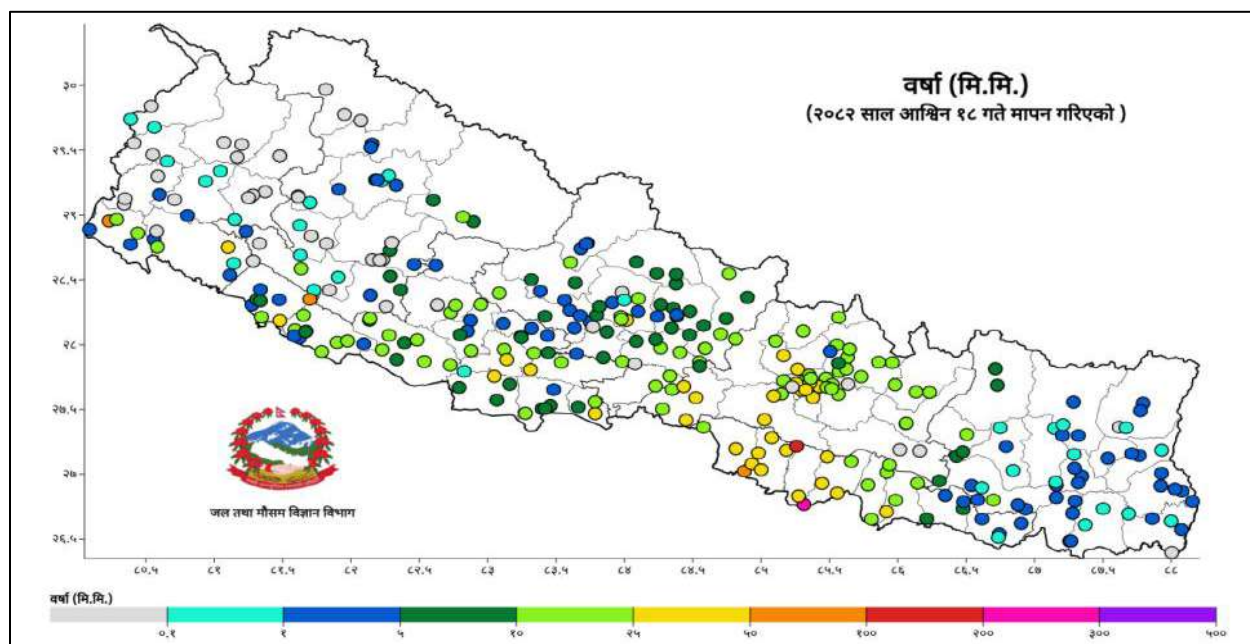 वर्षा (मि.मि.)
(२०८२ साल आश्विन १८ गते मापन गरिएको )
३०
२९.५
२९
२८.५
२८
२७.५
२७
२६.५
जल तथा मौसम विज्ञान विभाग
८०.५ ८१ ८१.५ ८२ ८२.५ ८३ ८३.५ ८४ ८४.५ ८५ ८५.५ ८६ ८६.५ ८७ ८७.५ ८८
वर्षा (मि.मि.)
०.१ १ ५ १० २५ ५० १०० २०० ३०० ५००